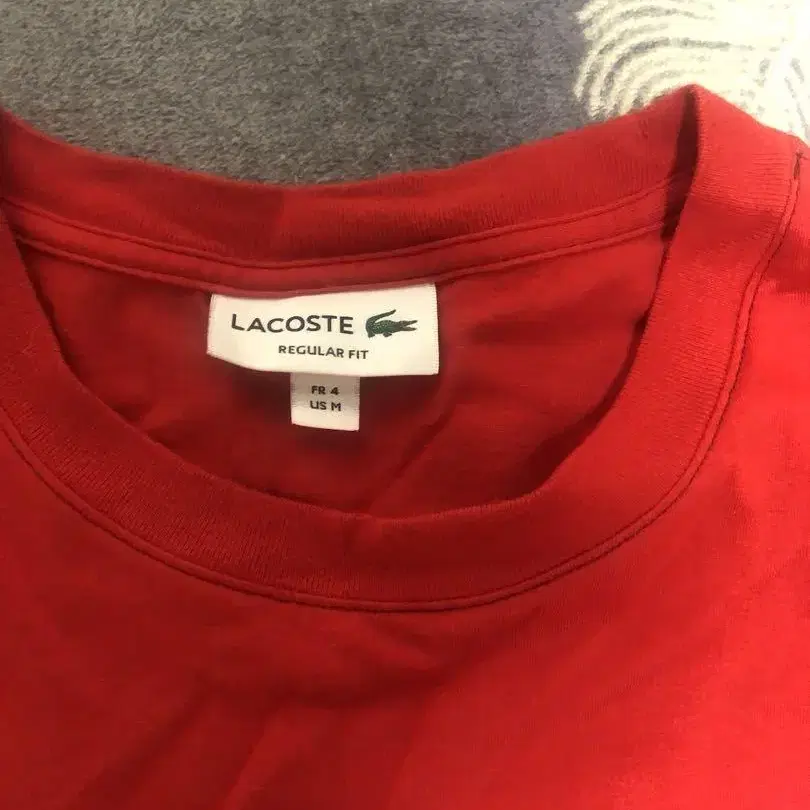 LACOSTE
REGULAR FIT
FR 4
US M